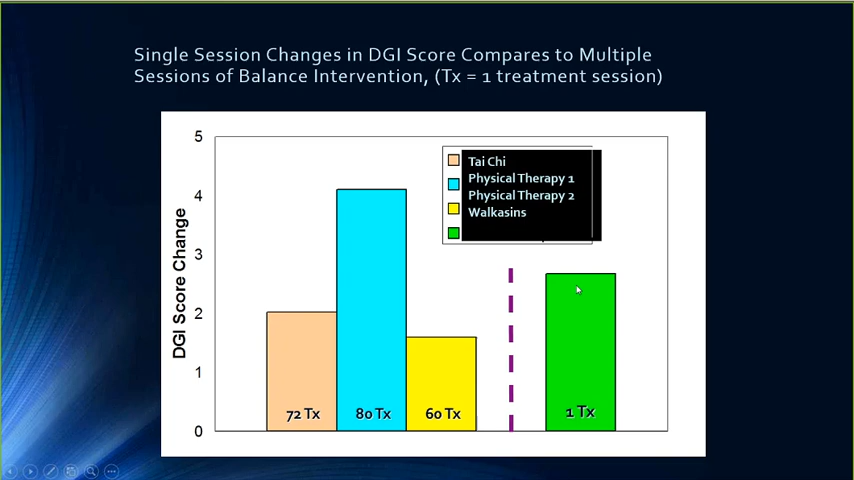 Single Session Changes in DGI Score Compares to Multiple
Sessions of Balance Intervention, (Tx = 1 treatment session)
5
4
3
2
1
0
DGI Score Change
Tai Chi
Physical Therapy 1
Physical Therapy 2
Walkasins
72 Tx
80 Tx
60 Tx
1 Tx